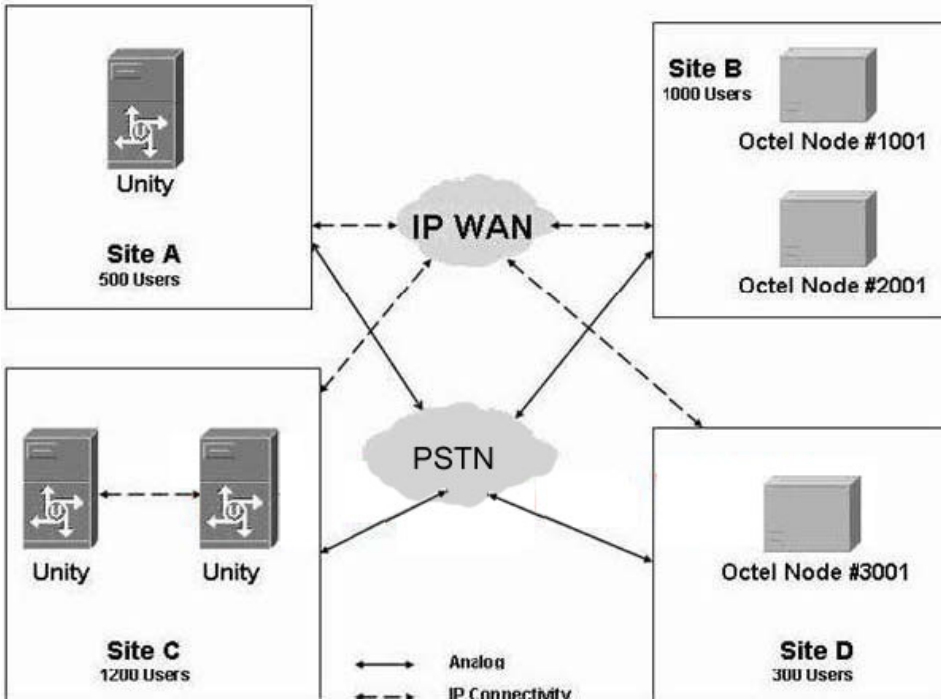 Unity
Site A
500 Users
Site B
1000 Users
Octel Node #1001
Octel Node #2001
IP WAN
PSTN
Unity
Unity
Site C
1200 Users
Octel Node #3001
Site D
300 Users
Analog
IP Connectivity